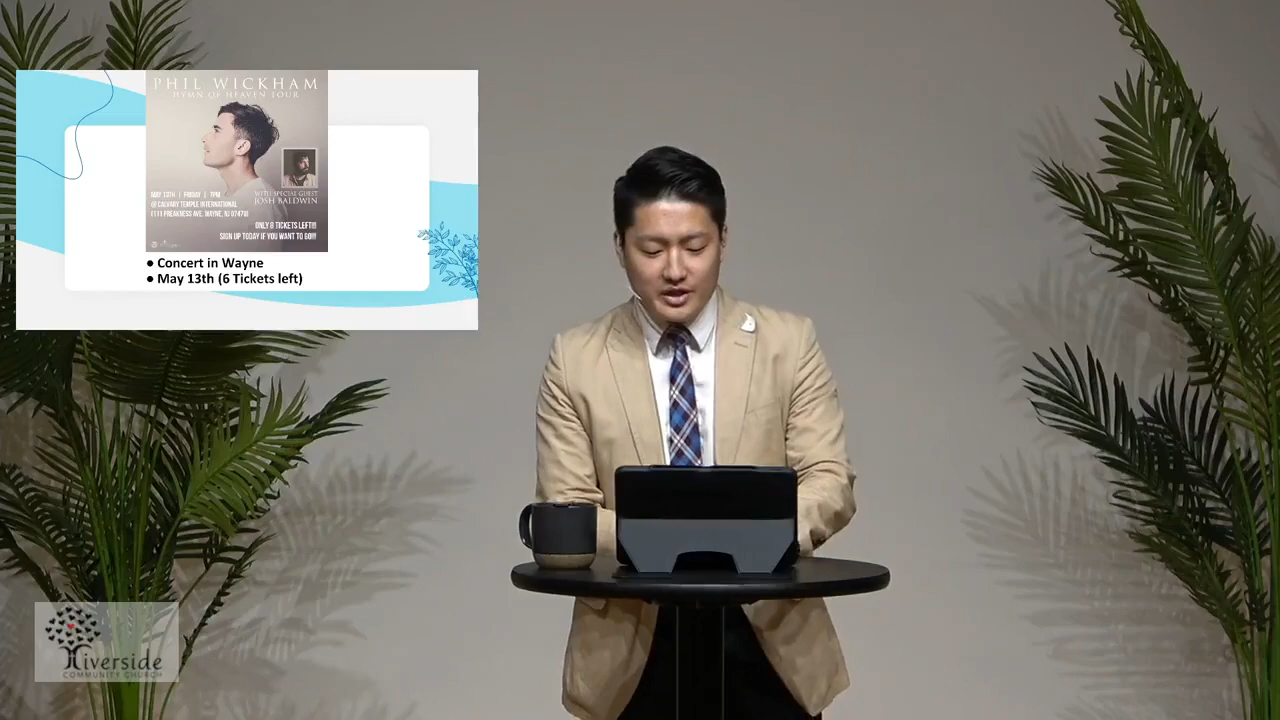 PHIL WICKHAM
HYMN OF HEAVEN TOUR
MAY 13TH | FRIDAY | 7PM
@ CALVARY TEMPLE INTERNATIONAL
(1111 PREAKNESS AVE. WAYNE, NJ 07470)
WITH SPECIAL GUEST
JOSH BALDWIN
ONLY 6 TICKETS LEFT!!!
SIGN UP TODAY IF YOU WANT TO GO!!!
• Concert in Wayne
• May 13th (6 Tickets left)
Riverside
COMMUNITY CHURCH